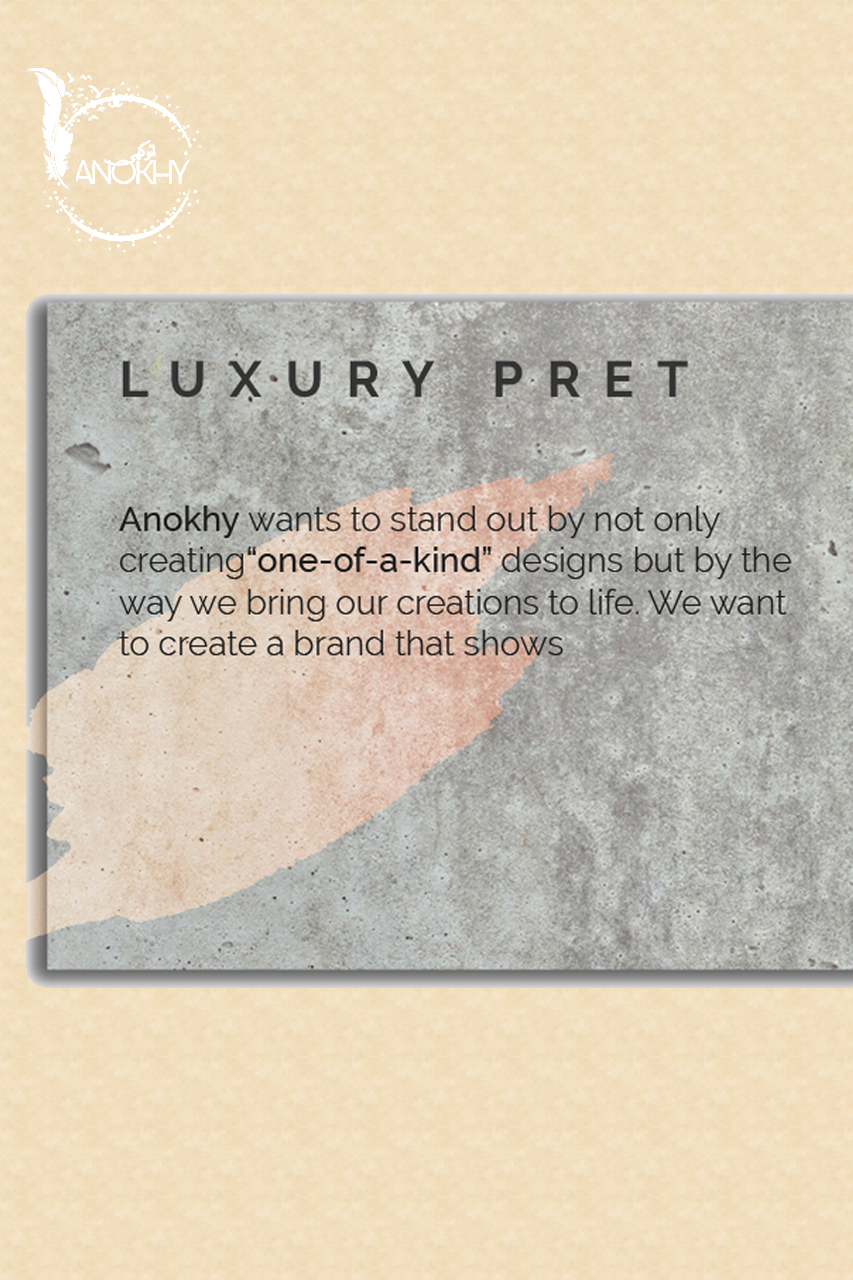 ANOKHY
LUXURY PRET
Anokhy wants to stand out by not only
creating“one-of-a-kind” designs but by the
way we bring our creations to life. We want
to create a brand that shows